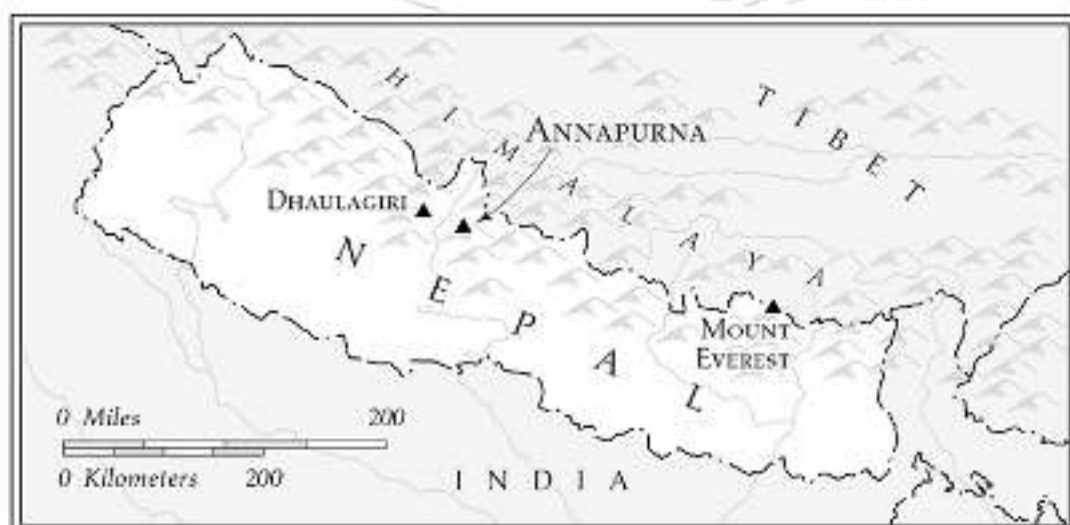 HIMALAYA
TIBET
ANNAPURNA
DHAULAGIRI
NEPAL
MOUNT
EVEREST
0 Miles 200
0 Kilometers 200
INDIA